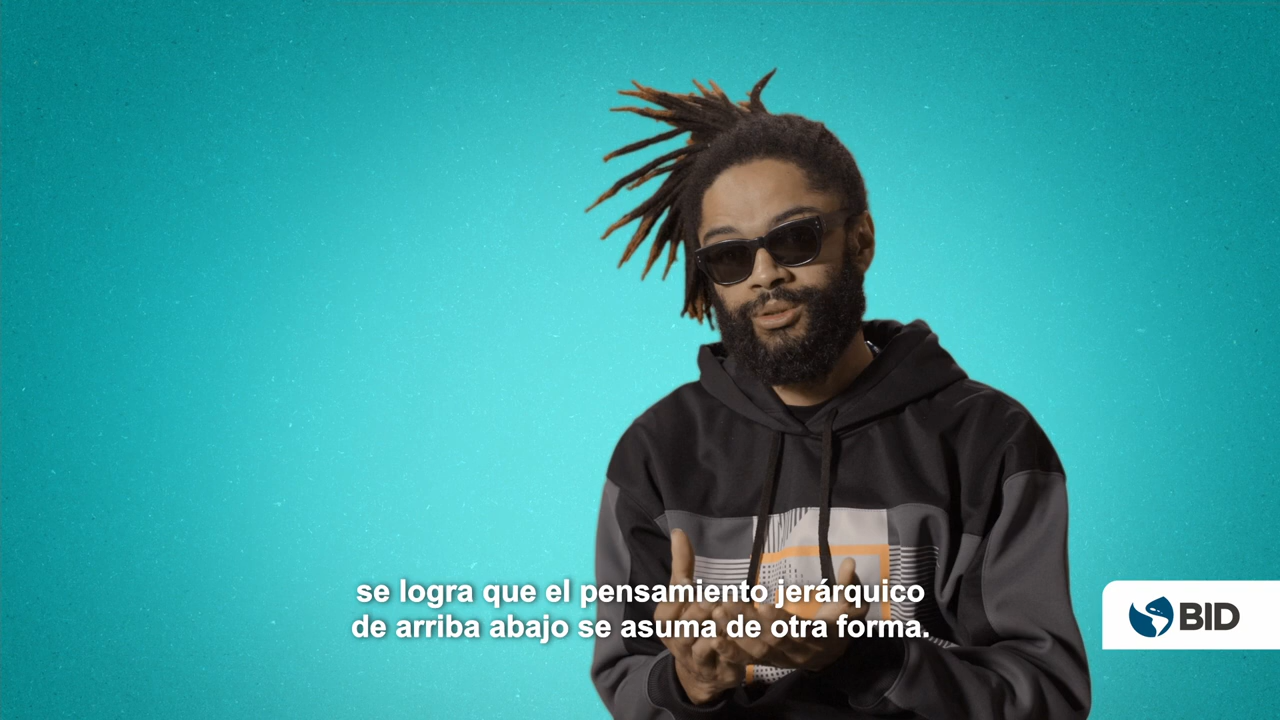 se logra que el pensamiento jerárquico
de arriba abajo se asuma de otra forma.
BID